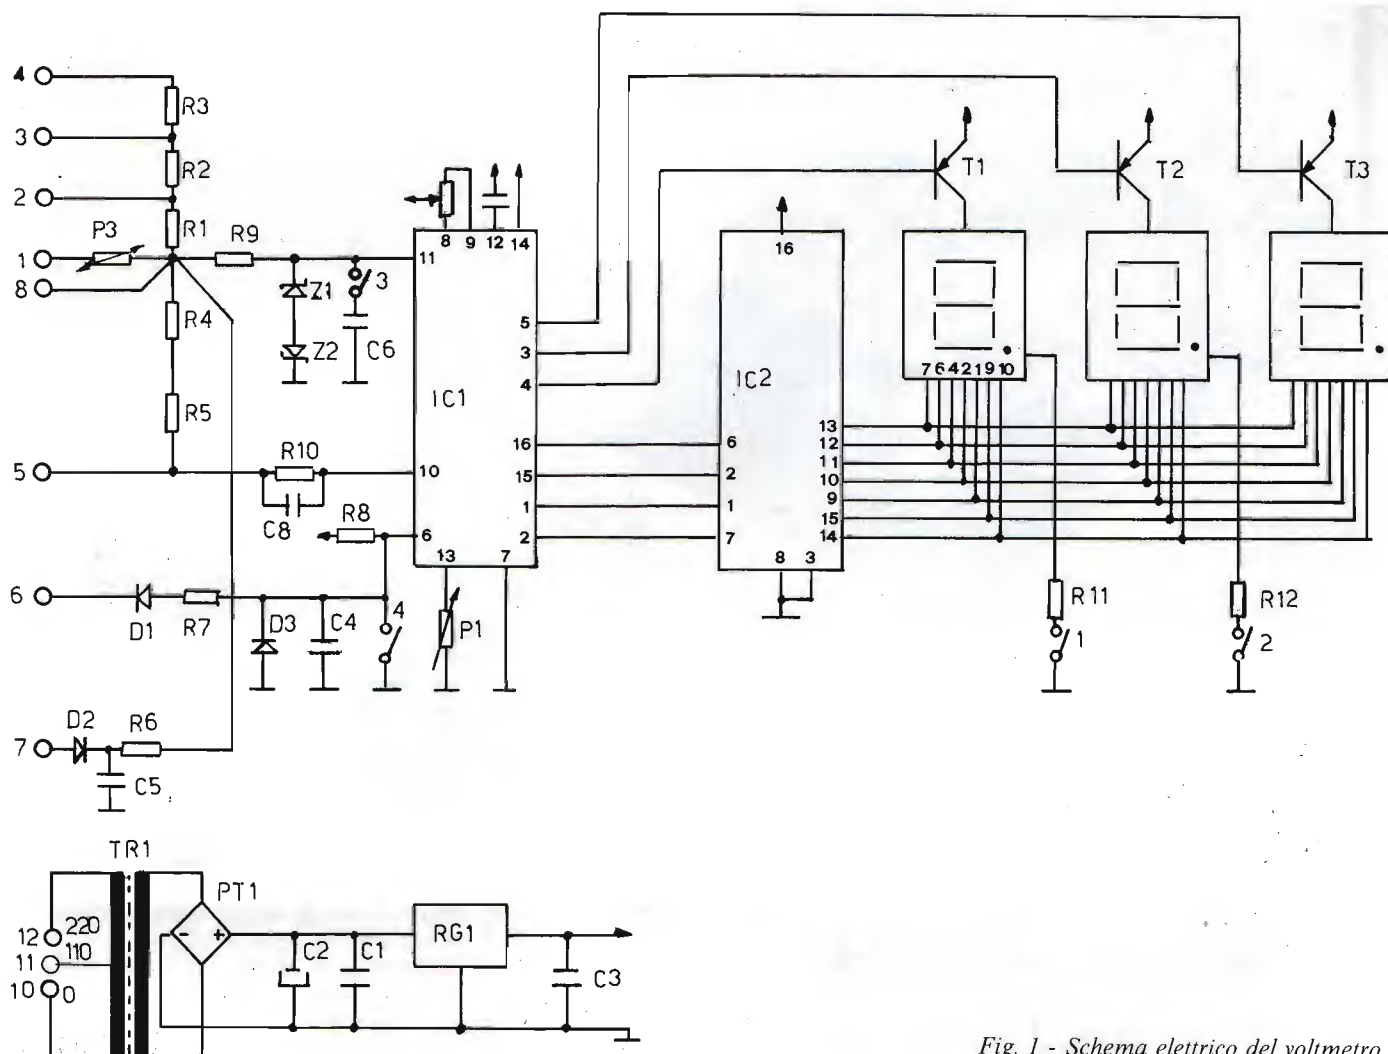 4
R3
3
R2
2
R1
P3
R9
1
8
R4
Z1
3
Z2
C6
R5
5
R10
C8
R8
6
D1
R7
D3
C4
4
P1
7
D2
R6
C5
8 9 12 14
11
5
3
4
IC1
16
15
10
1
6
2
13 7
16
IC2
6
2
1
7
13
12
11
10
9
15
14
8 3
T1
T2
T3
7 6 4 2 1 9 10
R11
1
R12
2
TR1
PT1
12 220
11 110
10 0
- +
C2
C1
RG1
C3
Fig. 1 - Schema elettrico del voltmetro